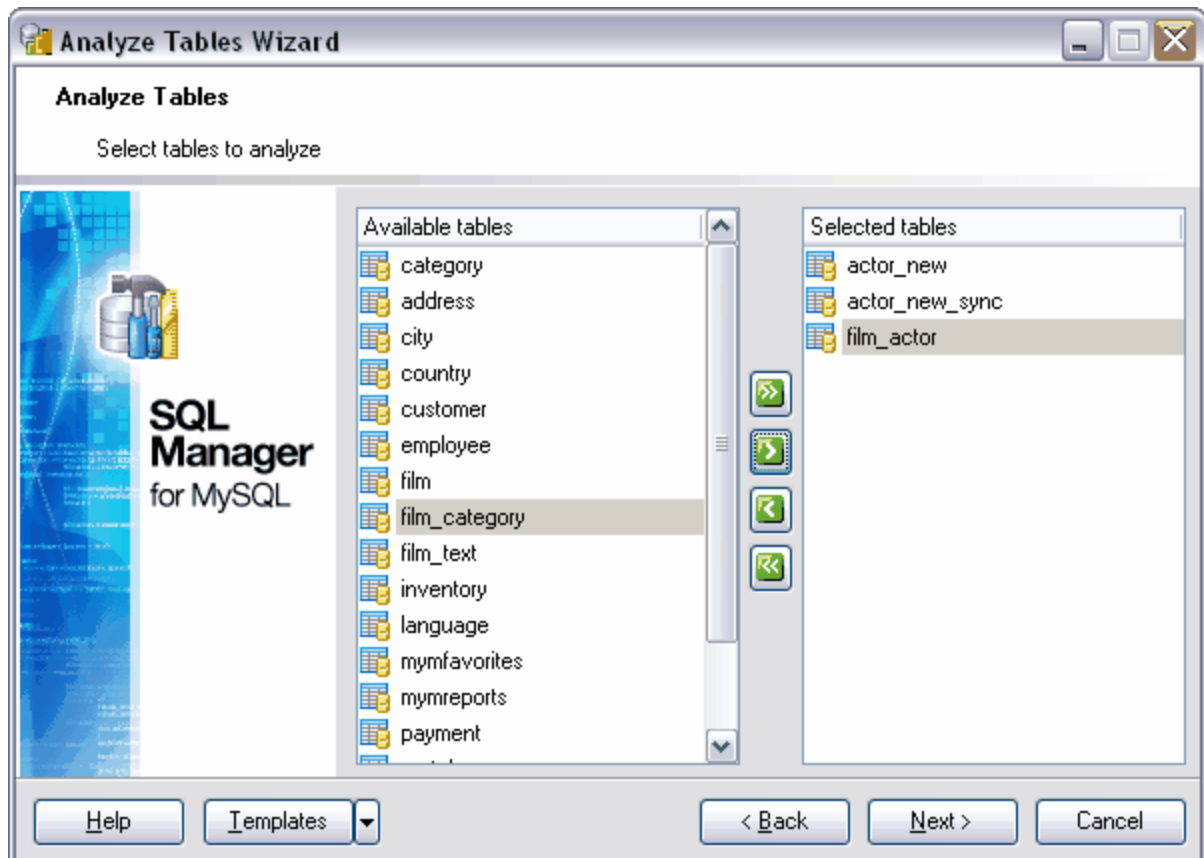 Analyze Tables Wizard
Analyze Tables
Select tables to analyze
SQL
Manager
for MySQL
Available tables
category
address
city
country
customer
employee
film
film_category
film_text
inventory
language
mymfavorites
mymreports
payment
Selected tables
actor_new
actor_new_sync
film_actor
Help
Templates
< Back
Next >
Cancel